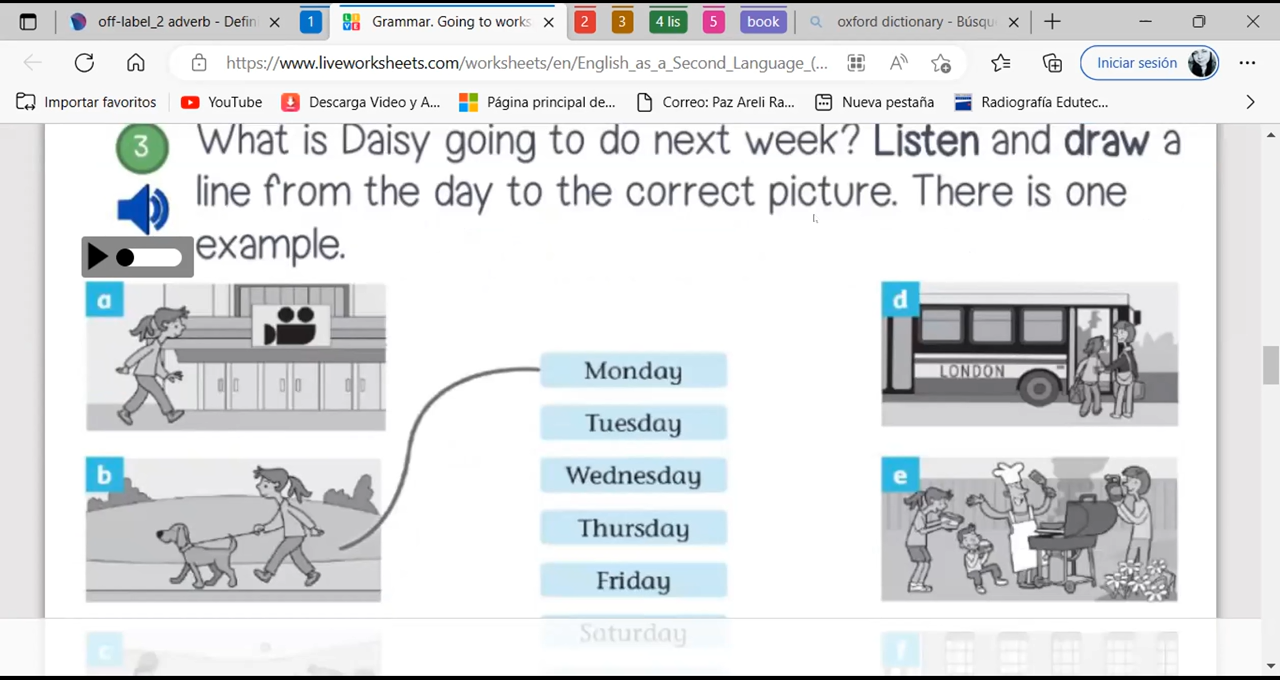 off-label_2 adverb - Defini
1
Grammar. Going to works
2
3
4 lis
5
book
oxford dictionary - Búsqu
https://www.liveworksheets.com/worksheets/en/English_as_a_Second_Language_(...
Iniciar sesión
Importar favoritos
YouTube
Descarga Video y A...
Página principal de...
Correo: Paz Areli Ra...
Nueva pestaña
Radiografía Edutec...
3 What is Daisy going to do next week? Listen and draw a
line from the day to the correct picture. There is one
example.
a
d
LONDON
Monday
Tuesday
b
e
Wednesday
Thursday
Friday
Saturday
c
f